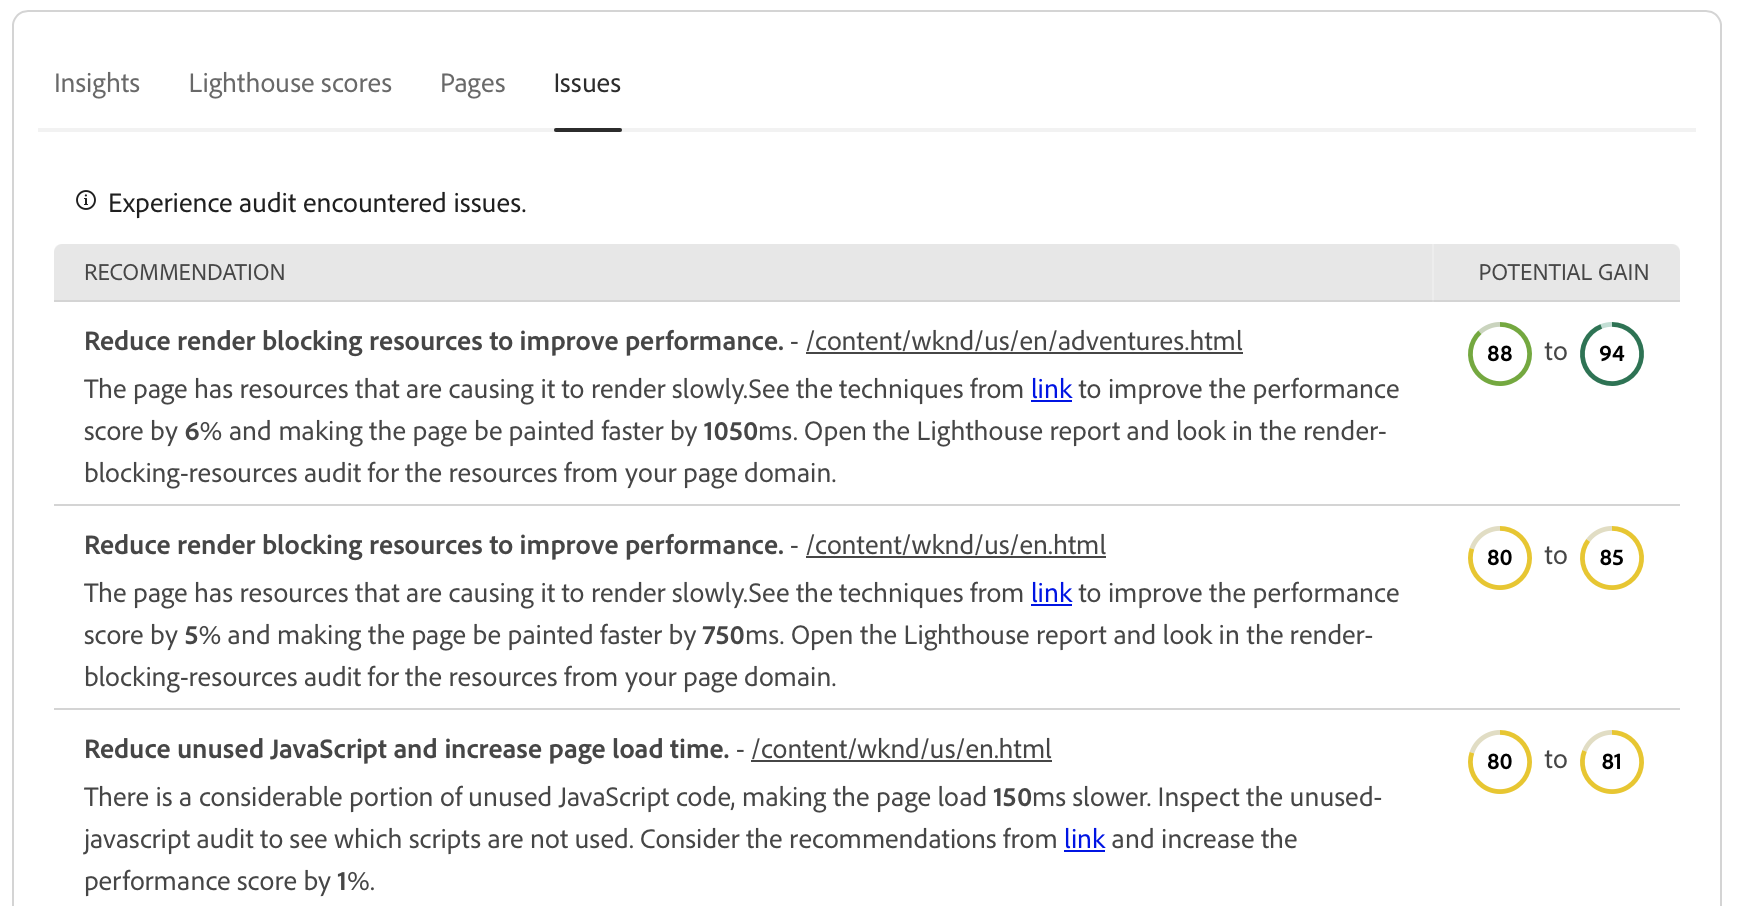 Insights Lighthouse scores Pages Issues
Experience audit encountered issues.
RECOMMENDATION POTENTIAL GAIN
Reduce render blocking resources to improve performance. - /content/wknd/us/en/adventures.html 88 to 94
The page has resources that are causing it to render slowly.See the techniques from link to improve the performance
score by 6% and making the page be painted faster by 1050ms. Open the Lighthouse report and look in the render-
blocking-resources audit for the resources from your page domain.
Reduce render blocking resources to improve performance. - /content/wknd/us/en.html 80 to 85
The page has resources that are causing it to render slowly.See the techniques from link to improve the performance
score by 5% and making the page be painted faster by 750ms. Open the Lighthouse report and look in the render-
blocking-resources audit for the resources from your page domain.
Reduce unused JavaScript and increase page load time. - /content/wknd/us/en.html 80 to 81
There is a considerable portion of unused JavaScript code, making the page load 150ms slower. Inspect the unused-
javascript audit to see which scripts are not used. Consider the recommendations from link and increase the
performance score by 1%.